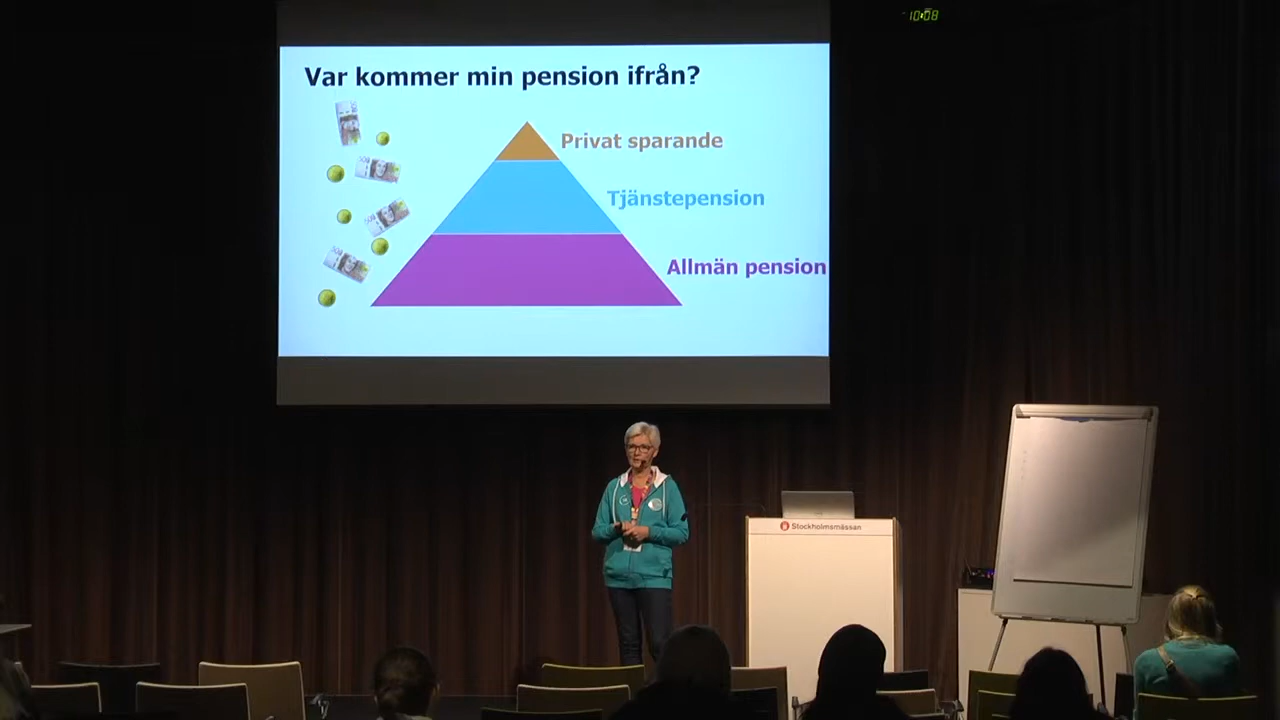 10:08
Var kommer min pension ifrån?
Privat sparande
Tjänstepension
Allmän pension
Stockholmsmässan